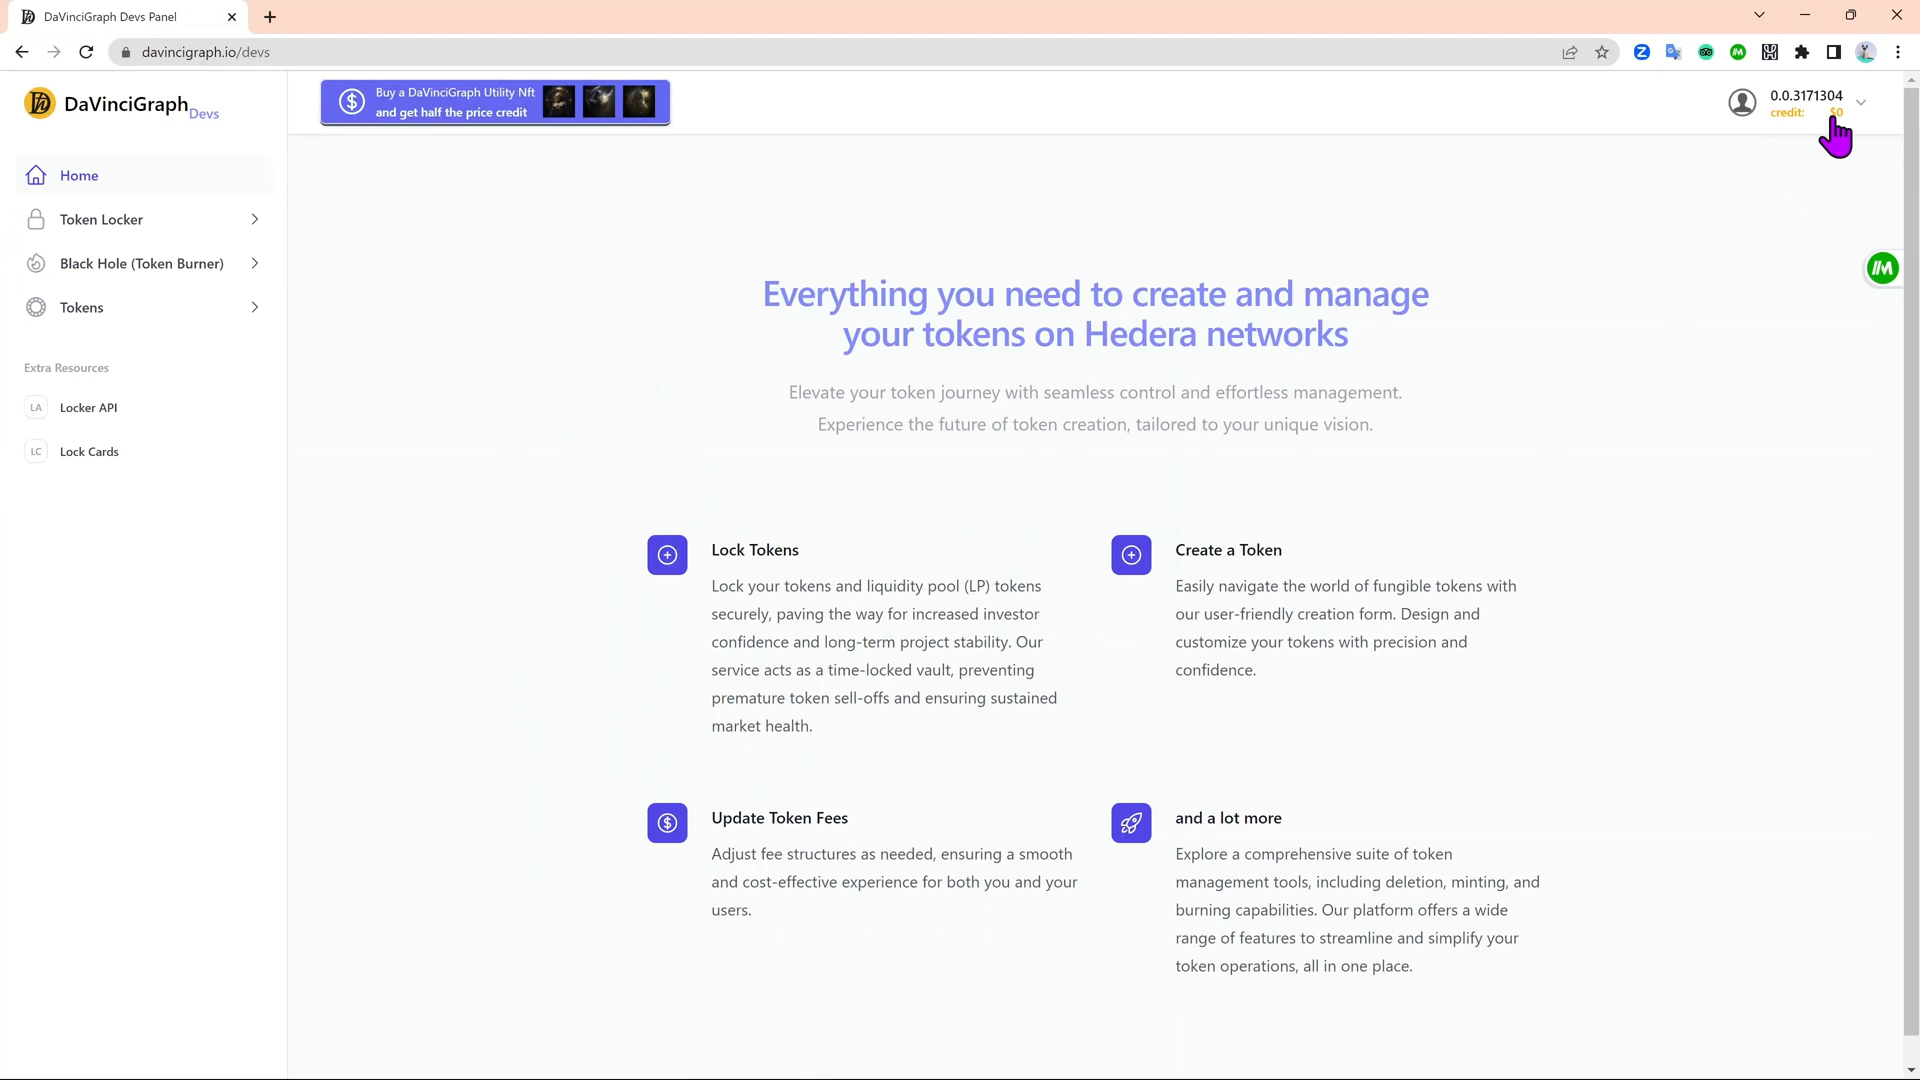 DaVinciGraph Devs Panel
davincigraph.io/devs
DaVinciGraph Devs
Buy a DaVinciGraph Utility Nft
and get half the price credit
0.0.3171304
credit: $0
Home
Token Locker
Black Hole (Token Burner)
Tokens
Extra Resources
LA Locker API
LC Lock Cards
Everything you need to create and manage
your tokens on Hedera networks
Elevate your token journey with seamless control and effortless management.
Experience the future of token creation, tailored to your unique vision.
Lock Tokens
Lock your tokens and liquidity pool (LP) tokens
securely, paving the way for increased investor
confidence and long-term project stability. Our
service acts as a time-locked vault, preventing
premature token sell-offs and ensuring sustained
market health.
Create a Token
Easily navigate the world of fungible tokens with
our user-friendly creation form. Design and
customize your tokens with precision and
confidence.
Update Token Fees
Adjust fee structures as needed, ensuring a smooth
and cost-effective experience for both you and your
users.
and a lot more
Explore a comprehensive suite of token
management tools, including deletion, minting, and
burning capabilities. Our platform offers a wide
range of features to streamline and simplify your
token operations, all in one place.